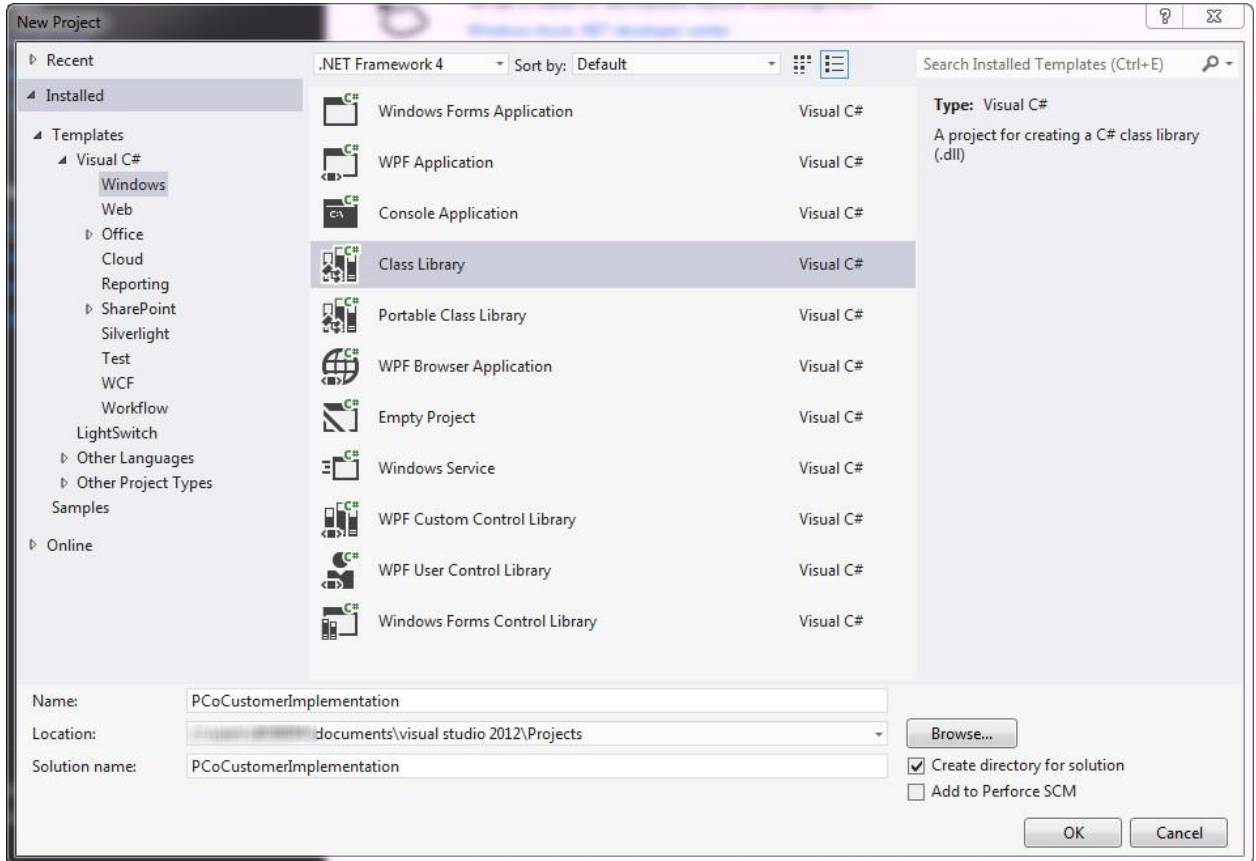 New Project
Recent
.NET Framework 4 Sort by: Default
Search Installed Templates (Ctrl+E)
Installed
Templates
Visual C#
Windows
Web
Office
Cloud
Reporting
SharePoint
Silverlight
Test
WCF
Workflow
LightSwitch
Other Languages
Other Project Types
Samples
Online
Windows Forms Application Visual C#
WPF Application Visual C#
Console Application Visual C#
Class Library Visual C#
Portable Class Library Visual C#
WPF Browser Application Visual C#
Empty Project Visual C#
Windows Service Visual C#
WPF Custom Control Library Visual C#
WPF User Control Library Visual C#
Windows Forms Control Library Visual C#
Type: Visual C#
A project for creating a C# class library
(.dll)
Name: PCoCustomerImplementation
Location: documents\visual studio 2012\Projects
Browse...
Solution name: PCoCustomerImplementation
Create directory for solution
Add to Perforce SCM
OK Cancel